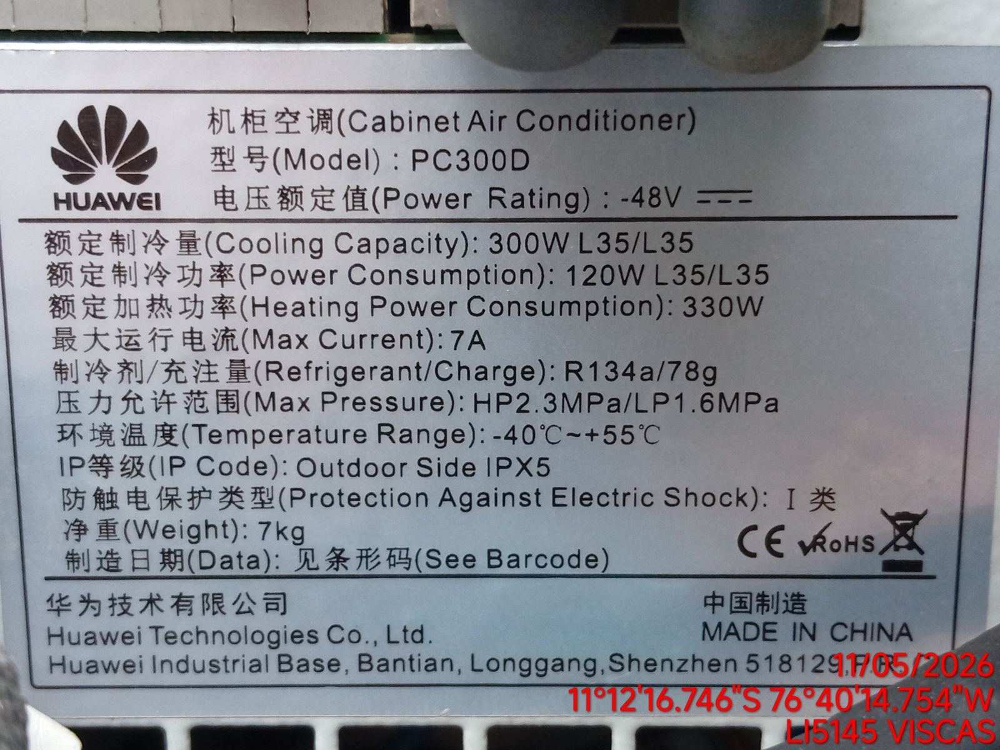 HUAWEI
机柜空调(Cabinet Air Conditioner)
型号(Model) : PC300D
电压额定值(Power Rating) : -48V
额定制冷量(Cooling Capacity): 300W L35/L35
额定制冷功率(Power Consumption): 120W L35/L35
额定加热功率(Heating Power Consumption): 330W
最大运行电流(Max Current): 7A
制冷剂/充注量(Refrigerant/Charge): R134a/78g
压力允许范围(Max Pressure): HP2.3MPa/LP1.6MPa
环境温度(Temperature Range): -40℃~+55℃
IP等级(IP Code): Outdoor Side IPX5
防触电保护类型(Protection Against Electric Shock): I 类
净重(Weight): 7kg
制造日期(Data): 见条形码(See Barcode)
CE RoHS
华为技术有限公司
中国制造
Huawei Technologies Co., Ltd.
MADE IN CHINA
Huawei Industrial Base, Bantian, Longgang,Shenzhen 518129,
11/05/2026
11°12'16.746"S 76°40'14.754"W
LI5145 VISCAS